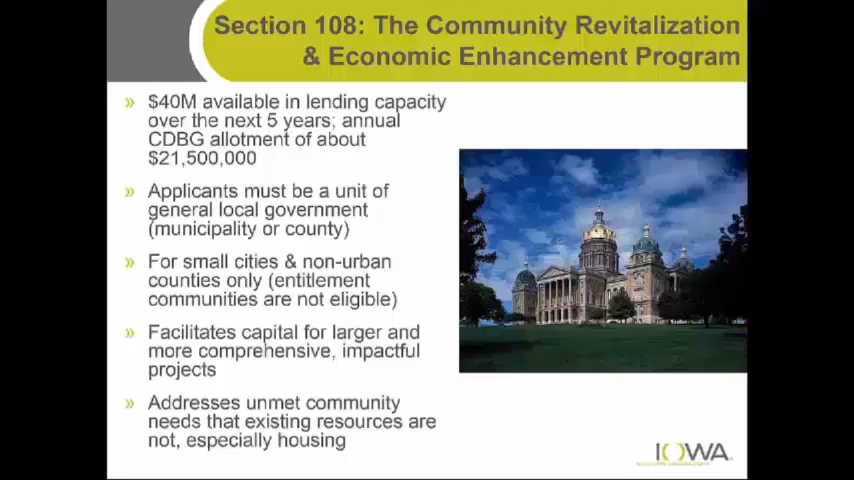 Section 108: The Community Revitalization
& Economic Enhancement Program
» $40M available in lending capacity
over the next 5 years; annual
CDBG allotment of about
$21,500,000
» Applicants must be a unit of
general local government
(municipality or county)
» For small cities & non-urban
counties only (entitlement
communities are not eligible)
» Facilitates capital for larger and
more comprehensive, impactful
projects
» Addresses unmet community
needs that existing resources are
not, especially housing
IOWA